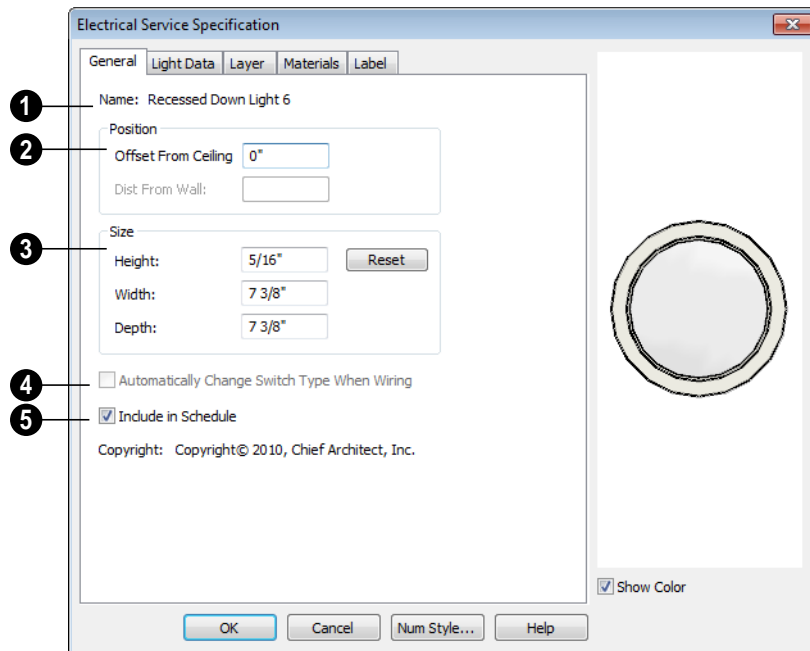 Electrical Service Specification
General Light Data Layer Materials Label
1 Name: Recessed Down Light 6
Position
2 Offset From Ceiling 0"
Dist From Wall:
Size
3
Height: 5/16" Reset
Width: 7 3/8"
Depth: 7 3/8"
4 Automatically Change Switch Type When Wiring
5 Include in Schedule
Copyright: Copyright© 2010, Chief Architect, Inc.
Show Color
OK Cancel Num Style... Help